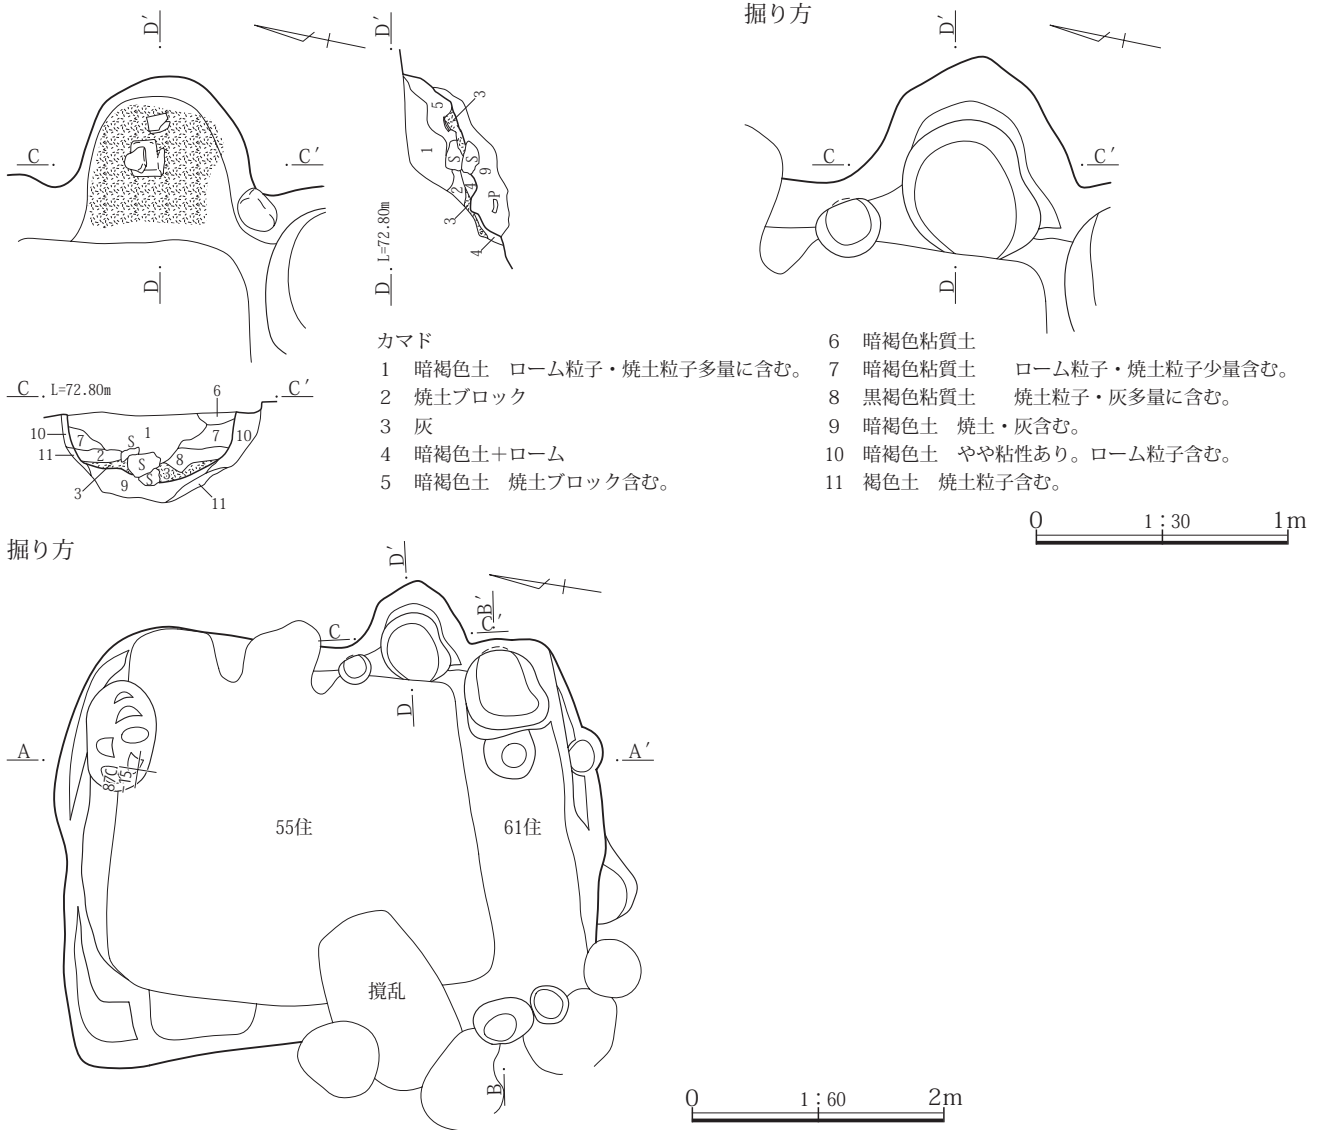 掘り方
D′
D′
D′
C
C′
C
C′
5
3
1
S
S
9
2
4
P
3
4
D
D L=72.80m
D
C L=72.80m C′
6
10
7
1
S
7
10
11
2
S
8
3
9
S
3
11
カマド
1 暗褐色土 ローム粒子・焼土粒子多量に含む。
2 焼土ブロック
3 灰
4 暗褐色土＋ローム
5 暗褐色土 焼土ブロック含む。
6 暗褐色粘質土
7 暗褐色粘質土 ローム粒子・焼土粒子少量含む。
8 黒褐色粘質土 焼土粒子・灰多量に含む。
9 暗褐色土 焼土・灰含む。
10 暗褐色土 やや粘性あり。ローム粒子含む。
11 褐色土 焼土粒子含む。
0 1：30 1m
掘り方
D′
B′
C
C′
D
A
A′
55住
61住
撹乱
B
0 1：60 2m